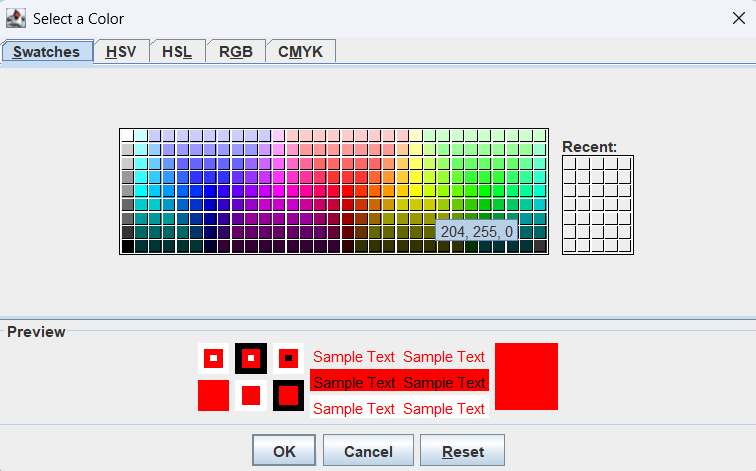 Select a Color
Swatches HSV HSL RGB CMYK
Recent:
204, 255, 0
Preview
Sample Text Sample Text
Sample Text Sample Text
Sample Text Sample Text
OK Cancel Reset